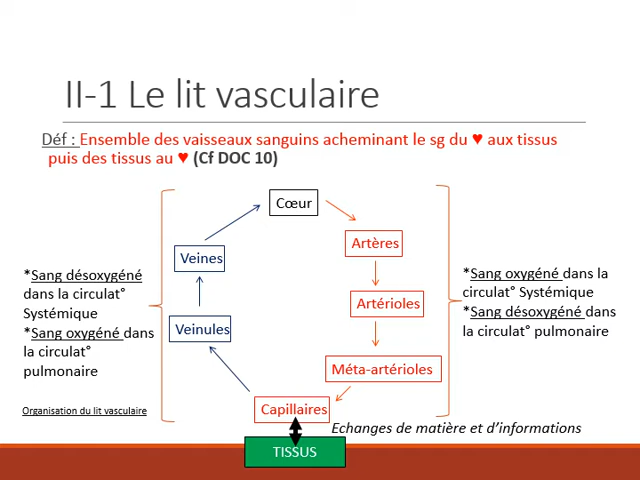 II-1 Le lit vasculaire
Déf : Ensemble des vaisseaux sanguins acheminant le sg du ♥ aux tissus
puis des tissus au ♥ (Cf DOC 10)
Cœur
Artères
Artérioles
Méta-artérioles
Capillaires
Veinules
Veines
*Sang désoxygéné
dans la circulat°
Systémique
*Sang oxygéné dans
la circulat°
pulmonaire
*Sang oxygéné dans la
circulat° Systémique
*Sang désoxygéné dans
la circulat° pulmonaire
Organisation du lit vasculaire
Echanges de matière et d’informations
TISSUS